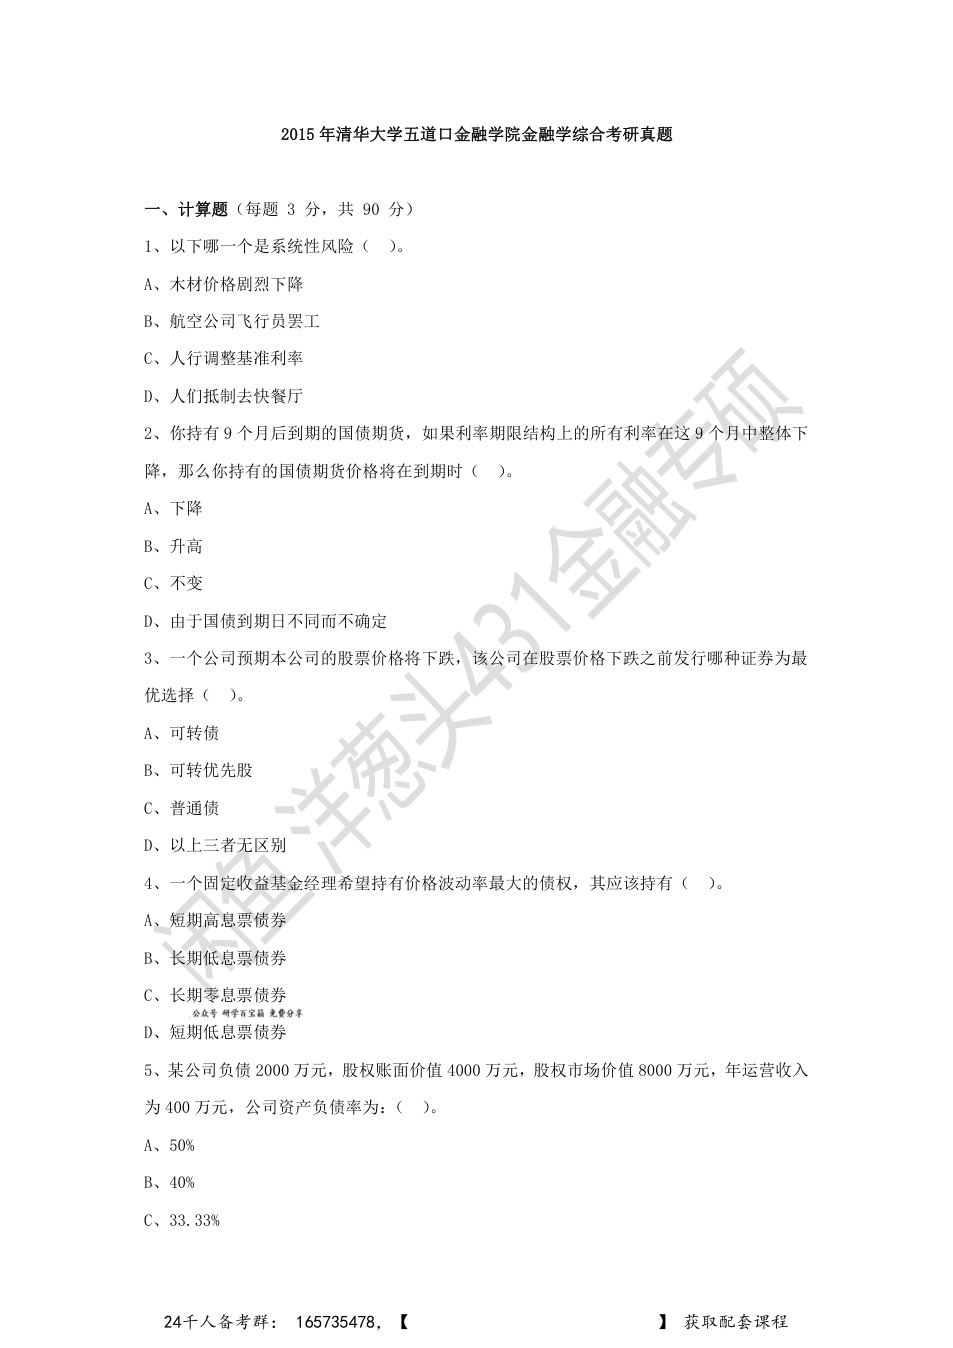 2015 年清华大学五道口金融学院金融学综合考研真题
一、计算题（每题 3 分，共 90 分）
1、以下哪一个是系统性风险（ ）。
A、木材价格剧烈下降
B、航空公司飞行员罢工
C、人行调整基准利率
D、人们抵制去快餐厅
2、你持有 9 个月后到期的国债期货，如果利率期限结构上的所有利率在这 9 个月中整体下
降，那么你持有的国债期货价格将在到期时（ ）。
A、下降
B、升高
C、不变
D、由于国债到期日不同而不确定
3、一个公司预期本公司的股票价格将下跌，该公司在股票价格下跌之前发行哪种证券为最
优选择（ ）。
A、可转债
B、可转优先股
C、普通债
D、以上三者无区别
4、一个固定收益基金经理希望持有价格波动率最大的债权，其应该持有（ ）。
A、短期高息票债券
B、长期低息票债券
C、长期零息票债券
公众号 研学百宝箱 免费分享
D、短期低息票债券
5、某公司负债 2000 万元，股权账面价值 4000 万元，股权市场价值 8000 万元，年运营收入
为 400 万元，公司资产负债率为：（ ）。
A、50%
B、40%
C、33.33%
闲鱼 洋葱头431金融专硕
24千人备考群： 165735478，【 】 获取配套课程